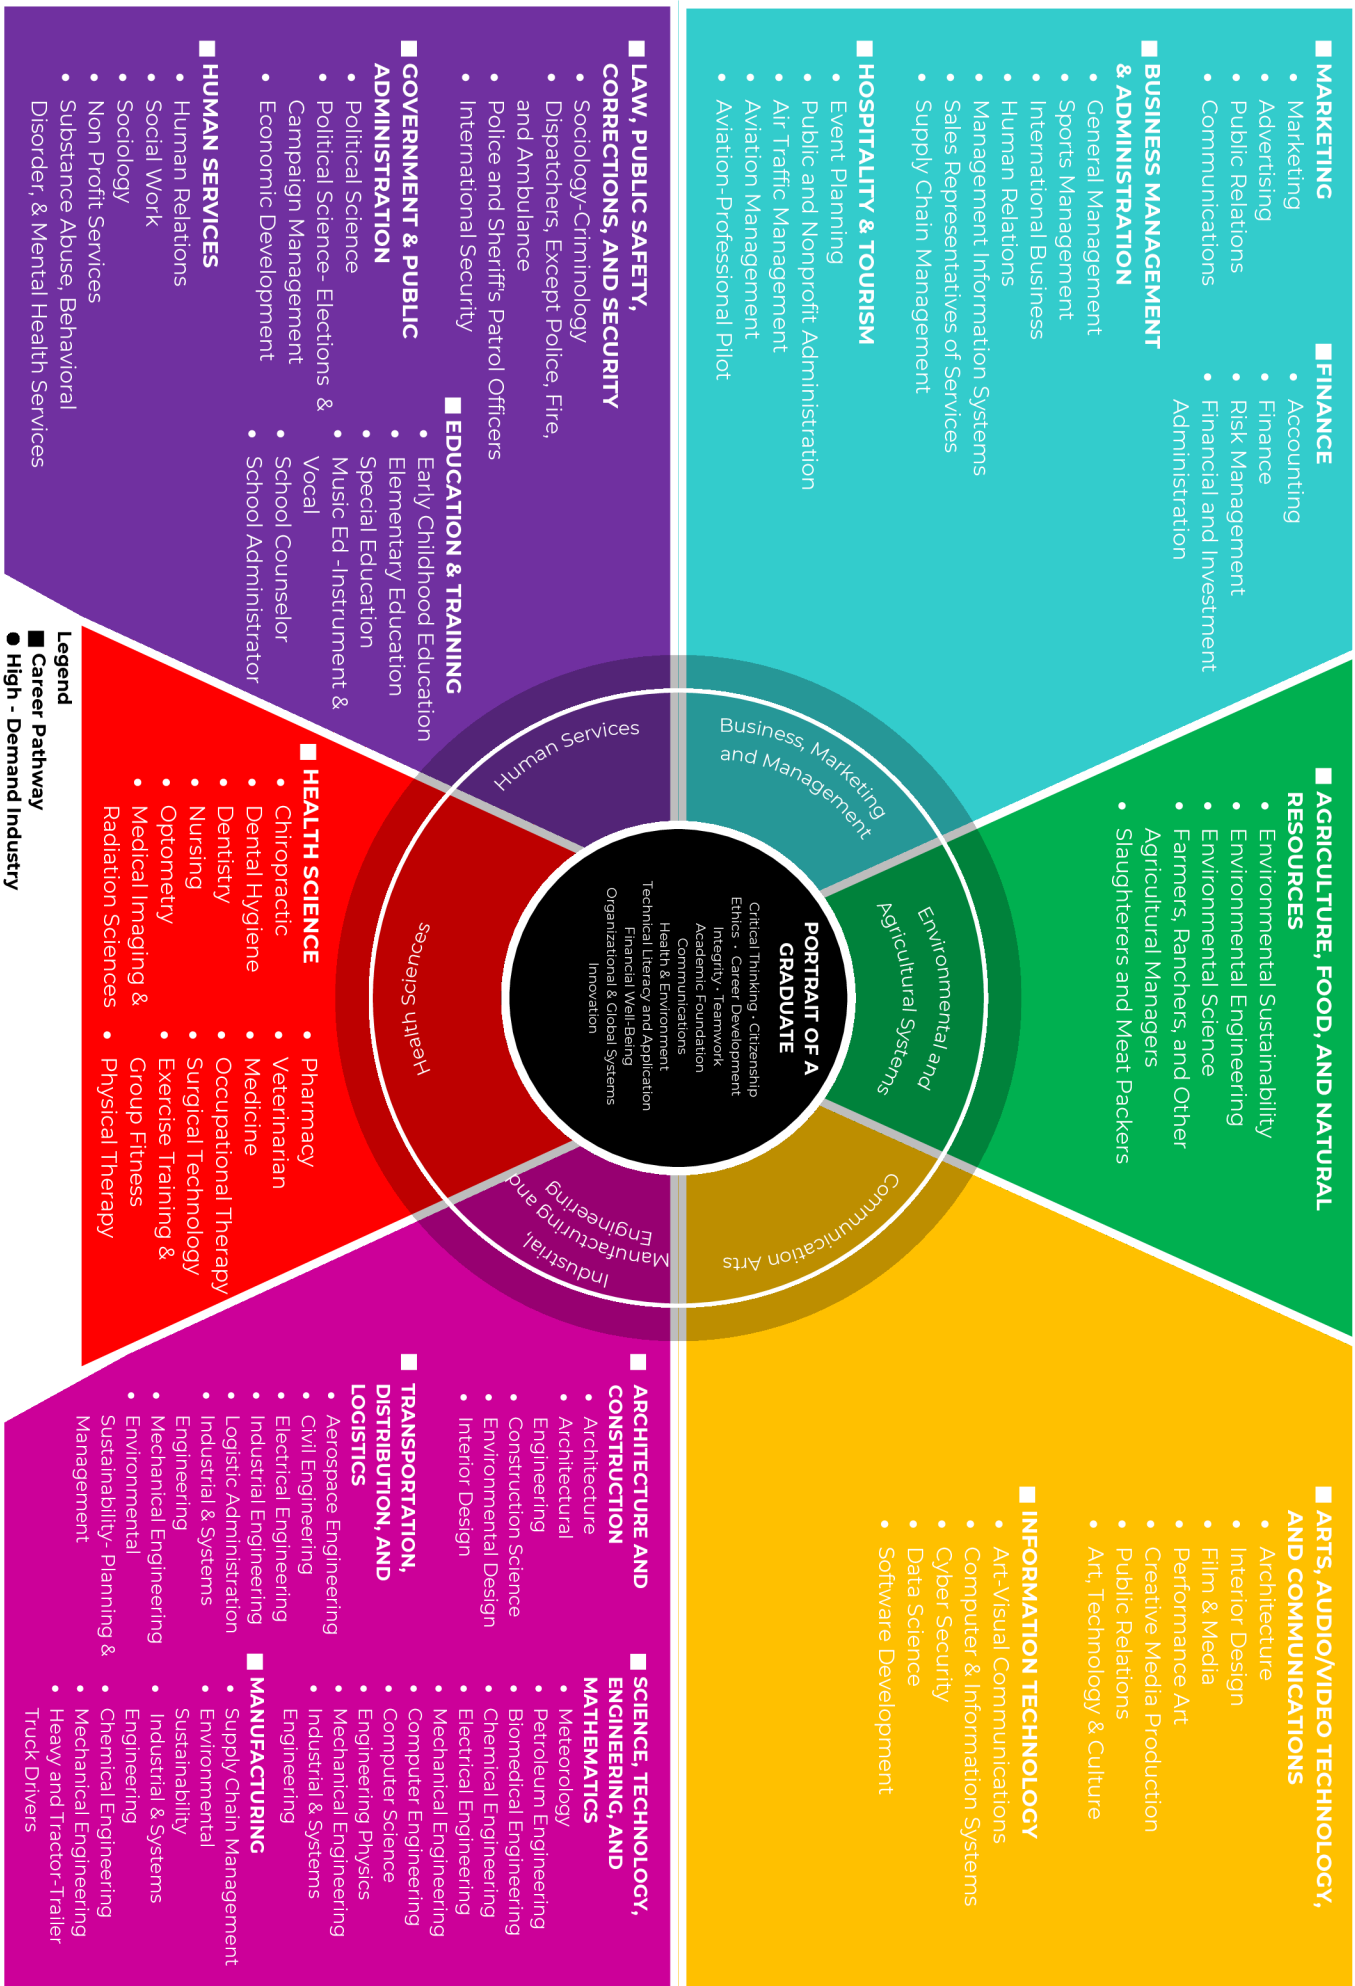 MARKETING
Marketing
Advertising
Public Relations
Communications
FINANCE
Accounting
Finance
Risk Management
Financial and Investment
Administration
BUSINESS MANAGEMENT
& ADMINISTRATION
General Management
Sports Management
International Business
Human Relations
Management Information Systems
Sales Representatives of Services
Supply Chain Management
HOSPITALITY & TOURISM
Event Planning
Public and Nonprofit Administration
Air Traffic Management
Aviation Management
Aviation-Professional Pilot
AGRICULTURE, FOOD, AND NATURAL
RESOURCES
Environmental Sustainability
Environmental Engineering
Environmental Science
Farmers, Ranchers, and Other
Agricultural Managers
Slaughterers and Meat Packers
ARTS, AUDIO/VIDEO TECHNOLOGY,
AND COMMUNICATIONS
Architecture
Interior Design
Film & Media
Performance Art
Creative Media Production
Public Relations
Art, Technology & Culture
INFORMATION TECHNOLOGY
Art-Visual Communications
Computer & Information Systems
Cyber Security
Data Science
Software Development
Business, Marketing
and Management
Environmental and
Agricultural Systems
Communication Arts
PORTRAIT OF A
GRADUATE
Critical Thinking · Citizenship
Ethics · Career Development
Integrity · Teamwork
Academic Foundation
Communications
Health & Environment
Technical Literacy and Application
Financial Well-Being
Organizational & Global Systems
Innovation
Human Services
Health Sciences
Industrial,
Manufacturing and
Engineering
LAW, PUBLIC SAFETY,
CORRECTIONS, AND SECURITY
Sociology-Criminology
Dispatchers, Except Police, Fire,
and Ambulance
Police and Sheriff's Patrol Officers
International Security
GOVERNMENT & PUBLIC
ADMINISTRATION
Political Science
Political Science- Elections &
Campaign Management
Economic Development
HUMAN SERVICES
Human Relations
Social Work
Sociology
Non Profit Services
Substance Abuse, Behavioral
Disorder, & Mental Health Services
EDUCATION & TRAINING
Early Childhood Education
Elementary Education
Special Education
Music Ed -Instrument &
Vocal
School Counselor
School Administrator
HEALTH SCIENCE
Chiropractic
Dental Hygiene
Dentistry
Nursing
Optometry
Medical Imaging &
Radiation Sciences
Pharmacy
Veterinarian
Medicine
Occupational Therapy
Surgical Technology
Exercise Training &
Group Fitness
Physical Therapy
ARCHITECTURE AND
CONSTRUCTION
Architecture
Architectural
Engineering
Construction Science
Environmental Design
Interior Design
TRANSPORTATION,
DISTRIBUTION, AND
LOGISTICS
Aerospace Engineering
Civil Engineering
Electrical Engineering
Industrial Engineering
Logistic Administration
Industrial & Systems
Engineering
Mechanical Engineering
Environmental
Sustainability- Planning &
Management
SCIENCE, TECHNOLOGY,
ENGINEERING, AND
MATHEMATICS
Meteorology
Petroleum Engineering
Biomedical Engineering
Chemical Engineering
Electrical Engineering
Mechanical Engineering
Computer Engineering
Computer Science
Engineering Physics
Mechanical Engineering
Industrial & Systems
Engineering
MANUFACTURING
Supply Chain Management
Environmental
Sustainability
Industrial & Systems
Engineering
Chemical Engineering
Mechanical Engineering
Heavy and Tractor-Trailer
Truck Drivers
Legend
Career Pathway
High - Demand Industry